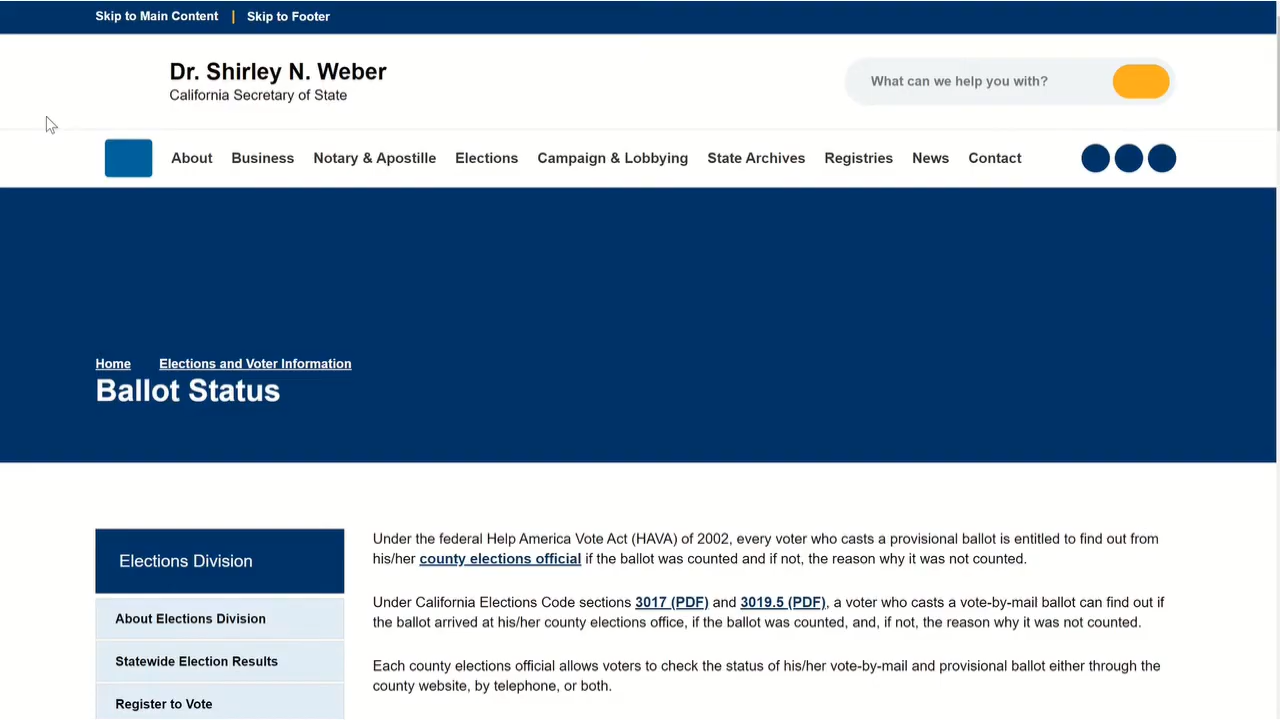 Skip to Main Content | Skip to Footer
Dr. Shirley N. Weber
California Secretary of State
What can we help you with?
About Business Notary & Apostille Elections Campaign & Lobbying State Archives Registries News Contact
Home Elections and Voter Information
Ballot Status
Elections Division
About Elections Division
Statewide Election Results
Register to Vote
Under the federal Help America Vote Act (HAVA) of 2002, every voter who casts a provisional ballot is entitled to find out from
his/her county elections official if the ballot was counted and if not, the reason why it was not counted.
Under California Elections Code sections 3017 (PDF) and 3019.5 (PDF), a voter who casts a vote-by-mail ballot can find out if
the ballot arrived at his/her county elections office, if the ballot was counted, and, if not, the reason why it was not counted.
Each county elections official allows voters to check the status of his/her vote-by-mail and provisional ballot either through the
county website, by telephone, or both.